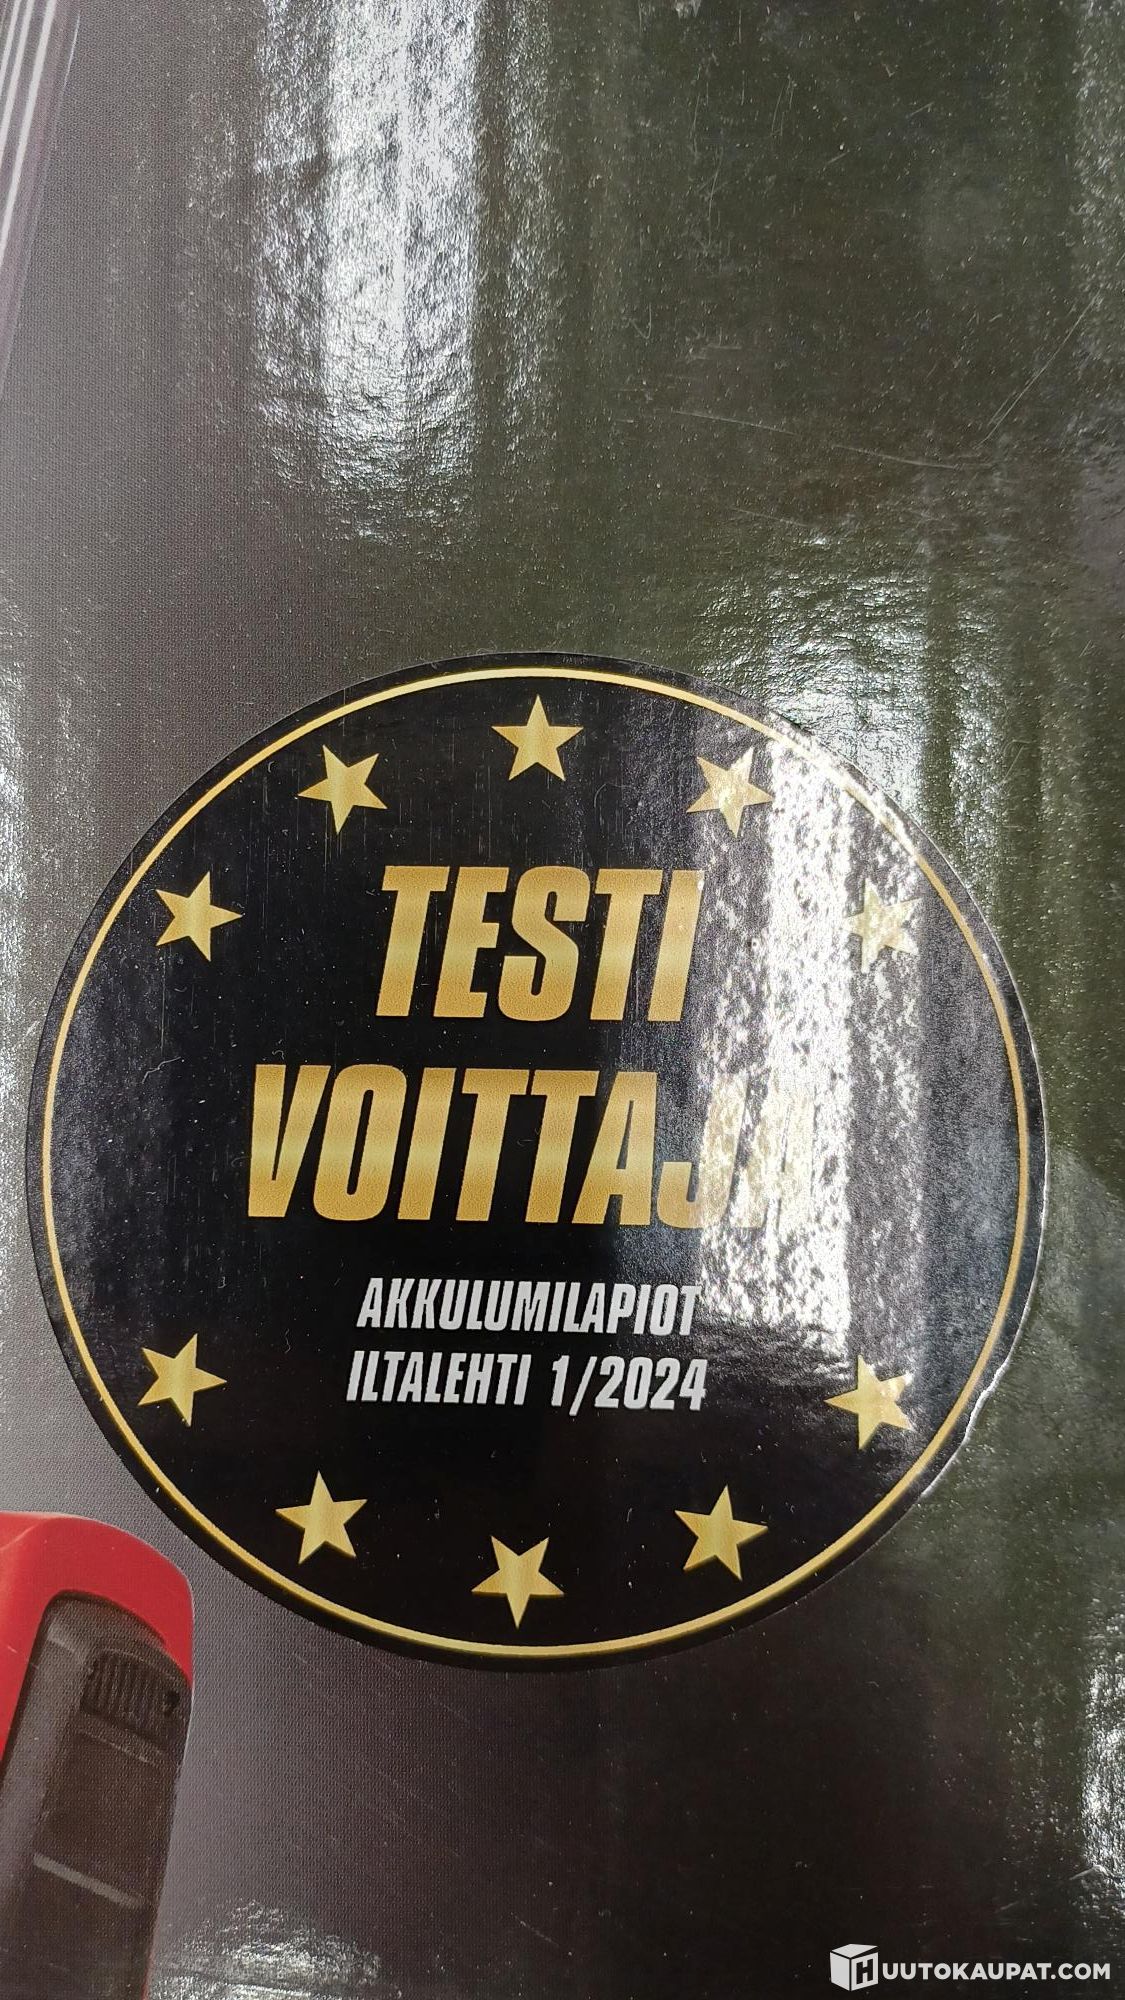 TESTI
VOITTAJA
AKKULUMILAPIOT
ILTALEHTI 1/2024
HUUTOKAUPAT.COM